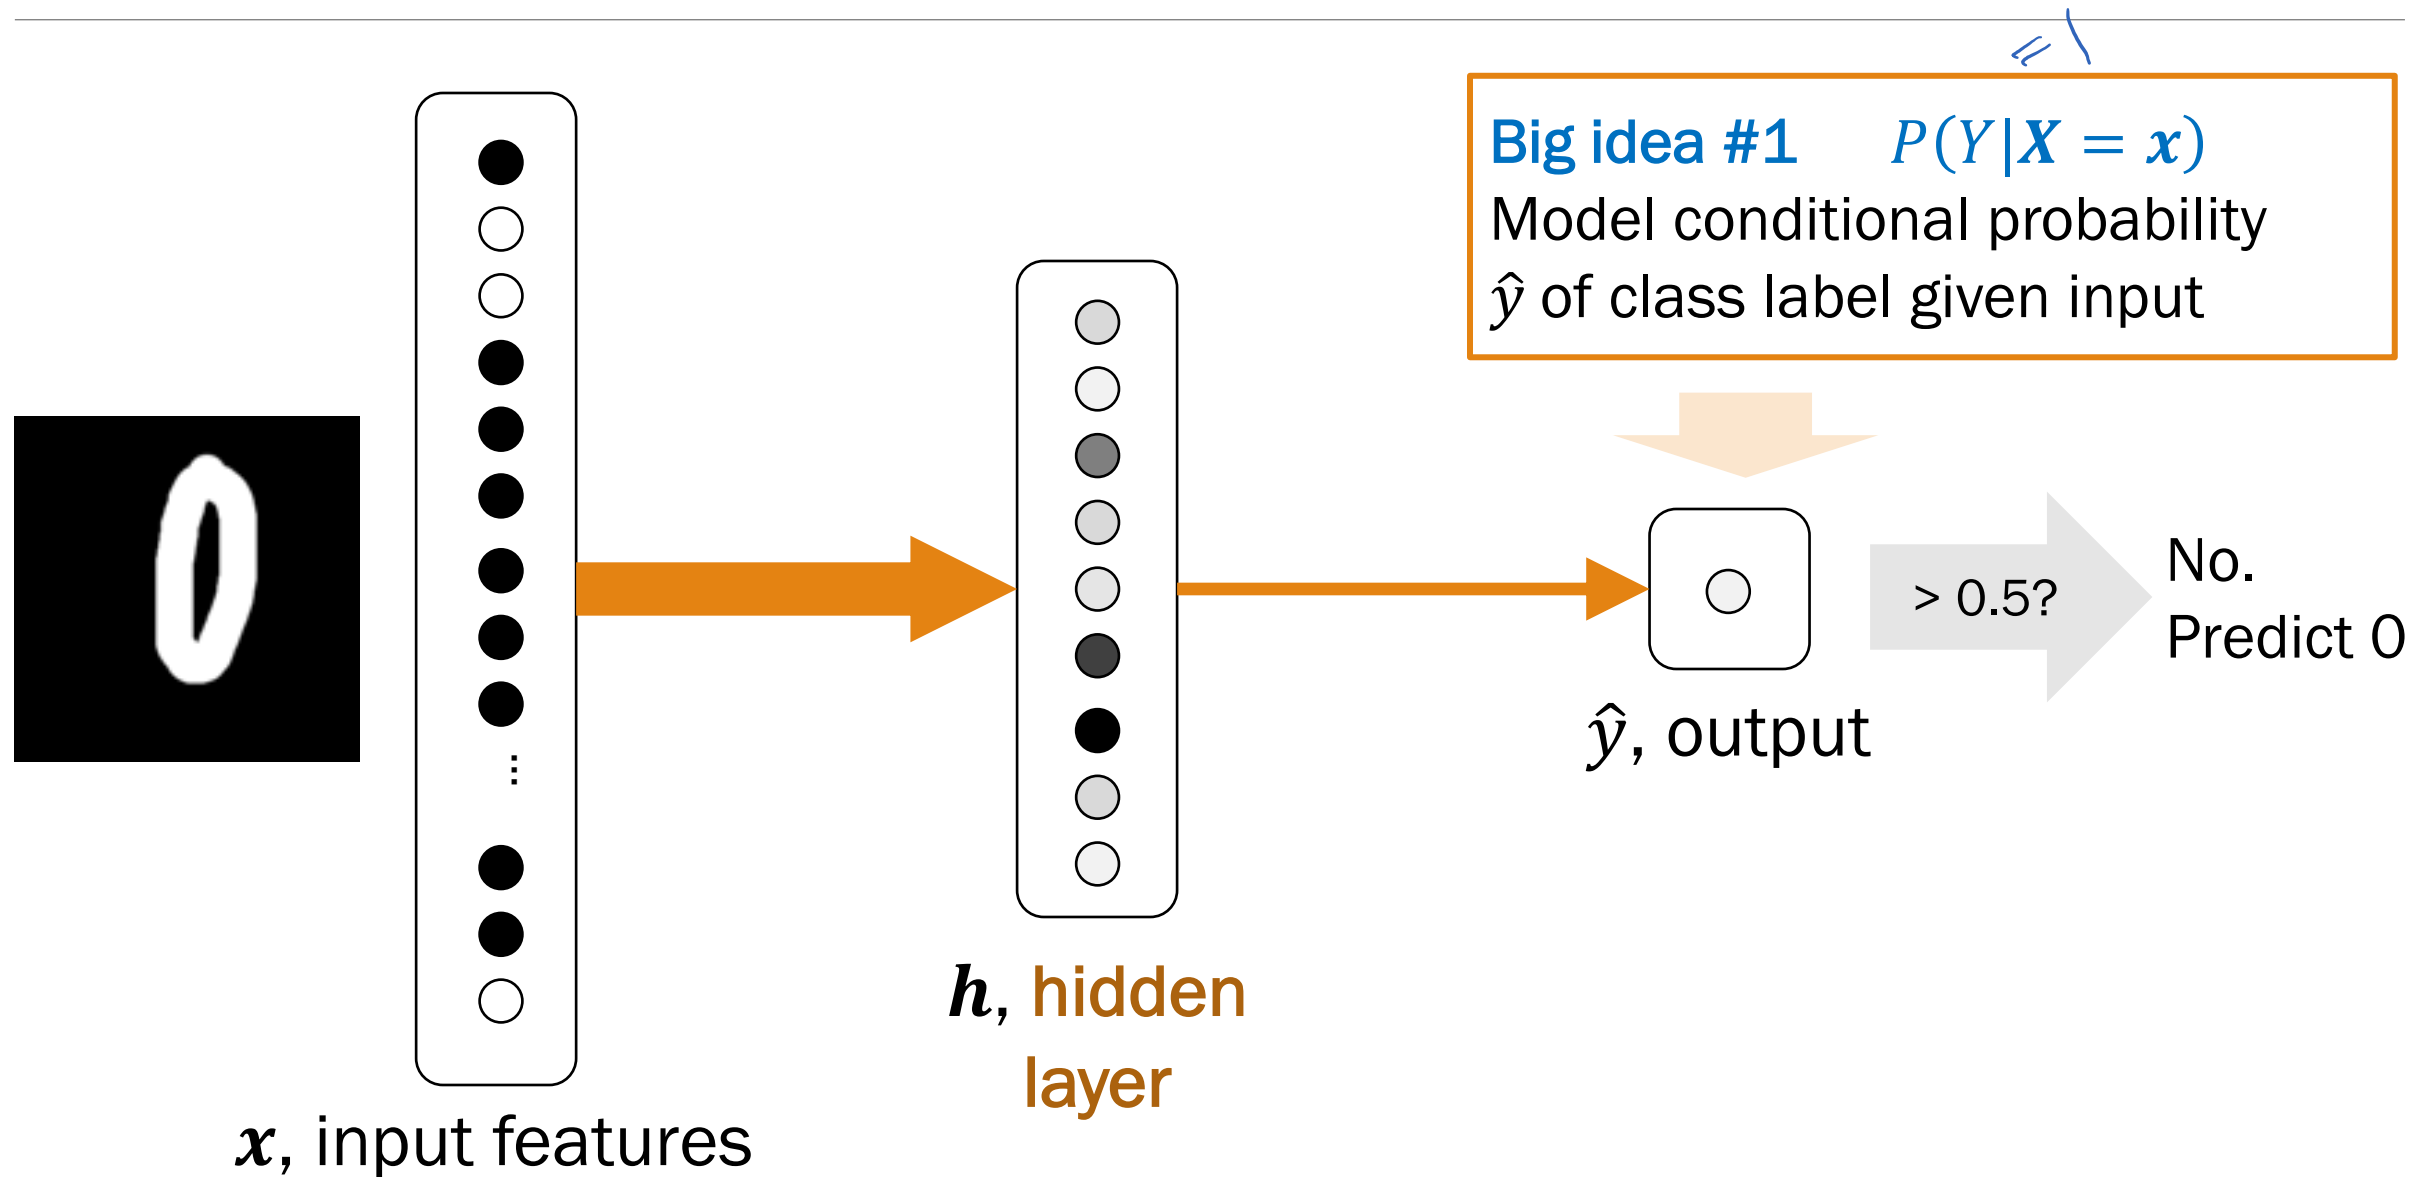 = 1
Big idea #1 P(Y|X = x)
Model conditional probability
ŷ of class label given input
> 0.5?
No.
Predict 0
ŷ, output
⋮
h, hidden
layer
x, input features